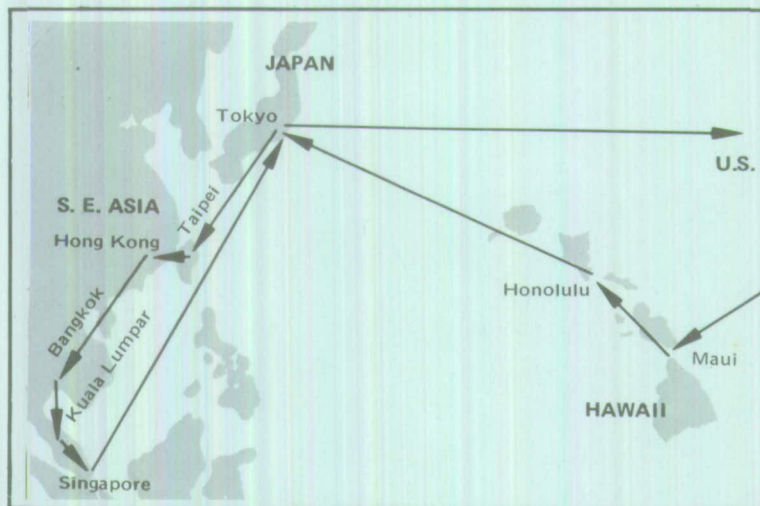 JAPAN
Tokyo
U.S.
S. E. ASIA
Taipei
Hong Kong
Honolulu
Bangkok
Kuala Lumpar
Maui
HAWAII
Singapore